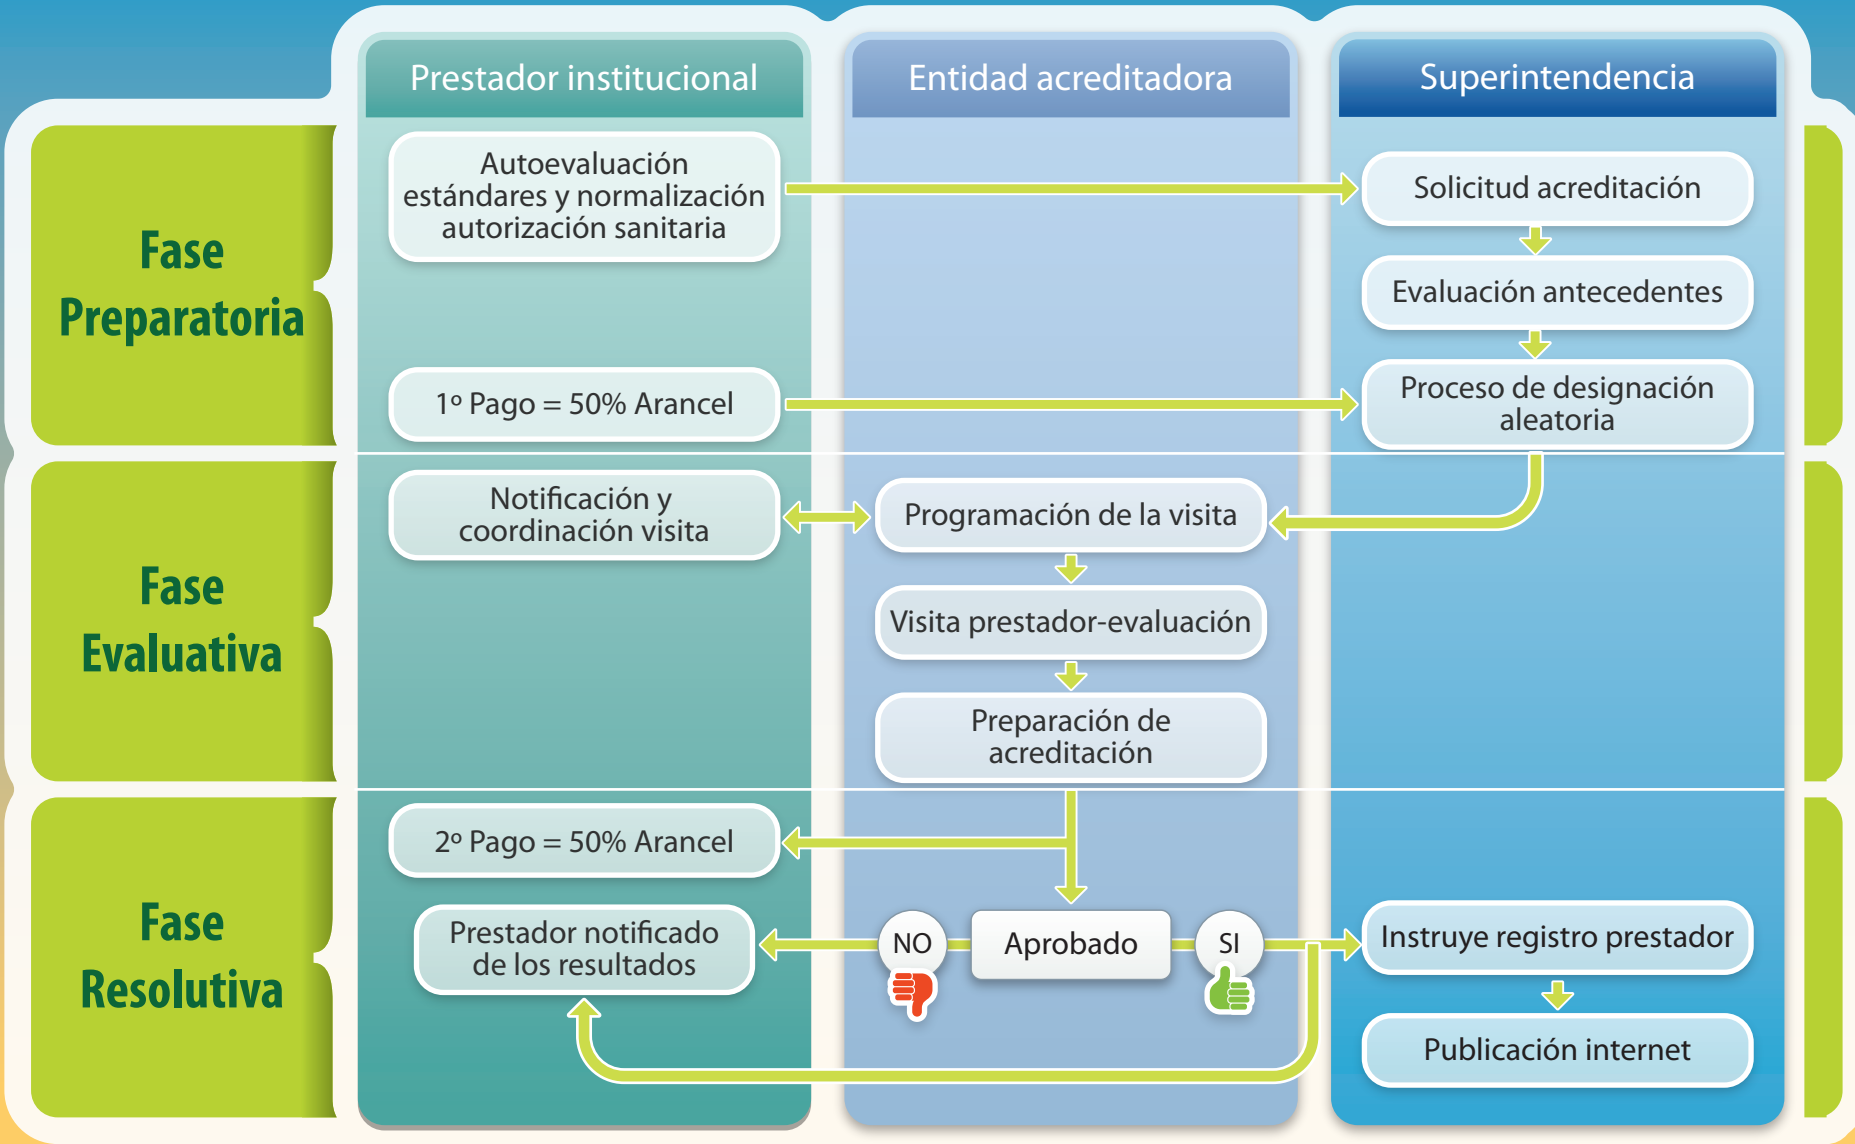 Prestador institucional
Entidad acreditadora
Superintendencia
Fase
Preparatoria
Autoevaluación
estándares y normalización
autorización sanitaria
Solicitud acreditación
Evaluación antecedentes
1º Pago = 50% Arancel
Proceso de designación
aleatoria
Fase
Evaluativa
Notificación y
coordinación visita
Programación de la visita
Visita prestador-evaluación
Preparación de
acreditación
Fase
Resolutiva
2º Pago = 50% Arancel
Prestador notificado
de los resultados
NO
Aprobado
SI
Instruye registro prestador
Publicación internet